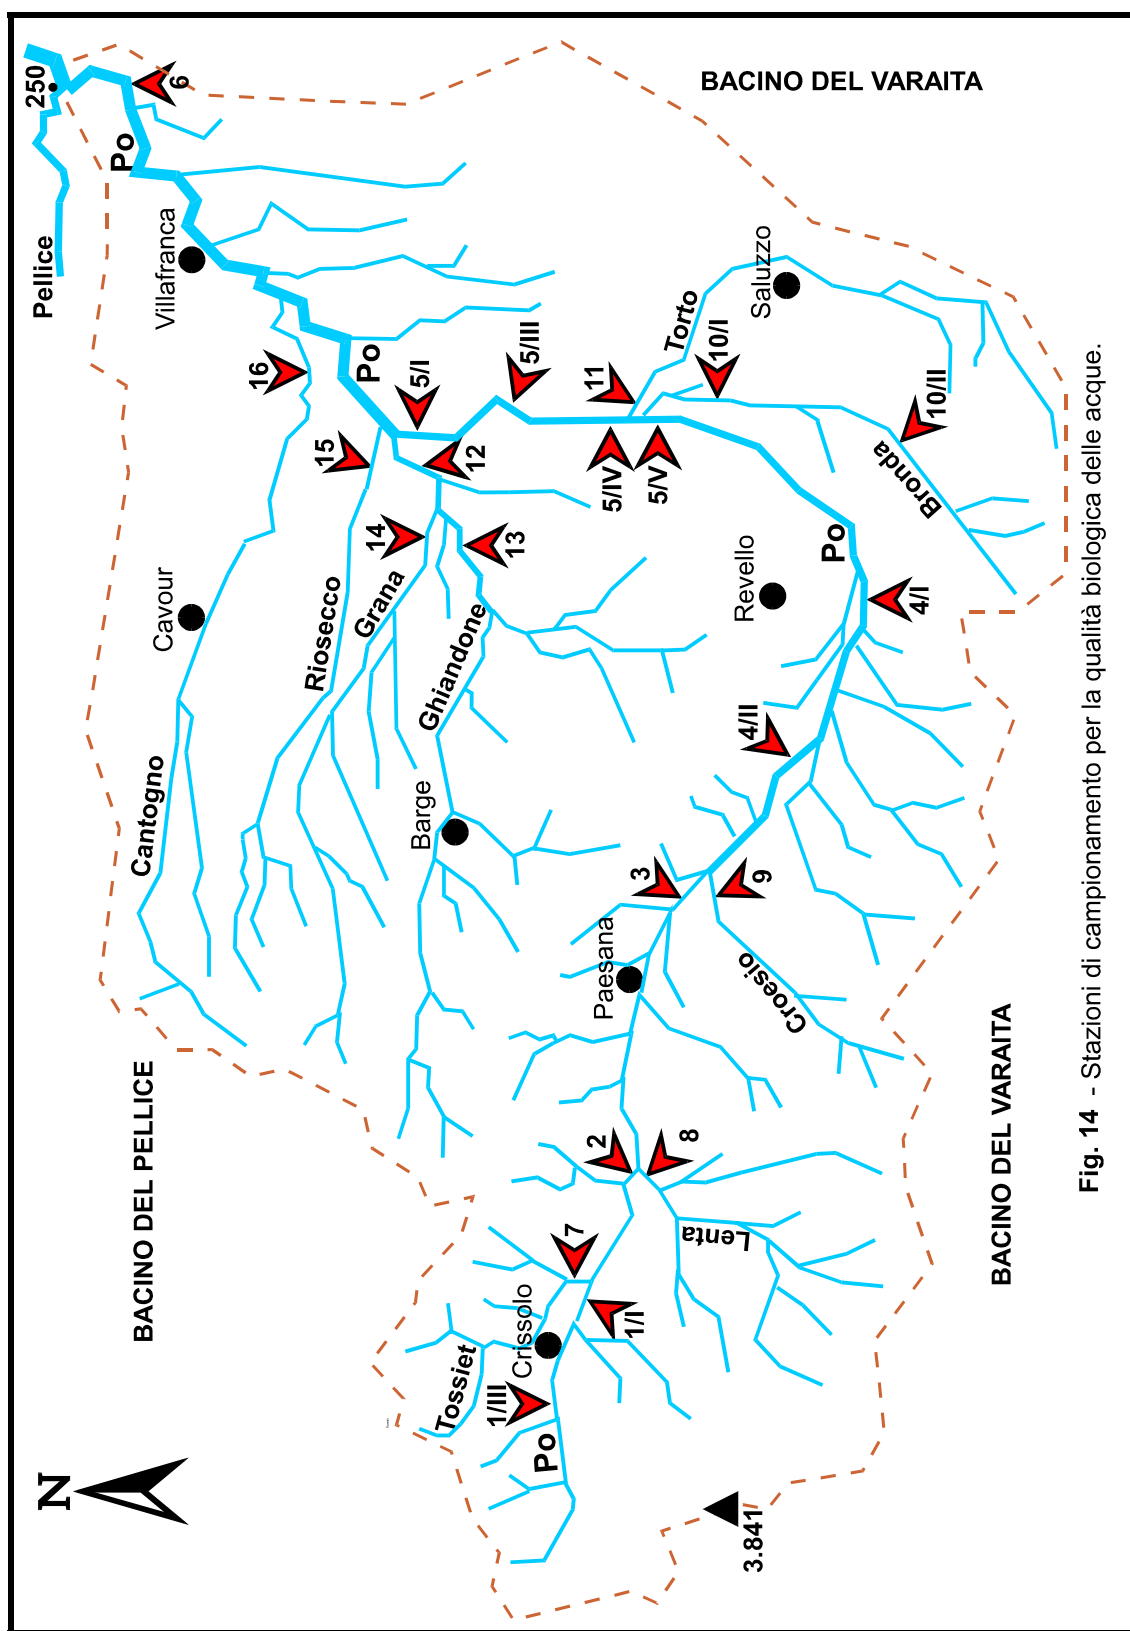 N
BACINO DEL PELLICE
Pellice
250
6
Po
Villafranca
16
Cavour
Cantogno
15
Riosecco
14
Grana
Po
5/I
12
13
Ghiandone
5/III
Barge
BACINO DEL VARAITA
11
Torto
10/I
Saluzzo
5/IV
5/V
10/II
Bronda
Po
Revello
4/I
4/II
3
9
Paesana
Croesio
2
8
Lenta
7
Crissolo
1/I
Tossiet
1/III
Po
3.841
BACINO DEL VARAITA
Fig. 14 - Stazioni di campionamento per la qualità biologica delle acque.